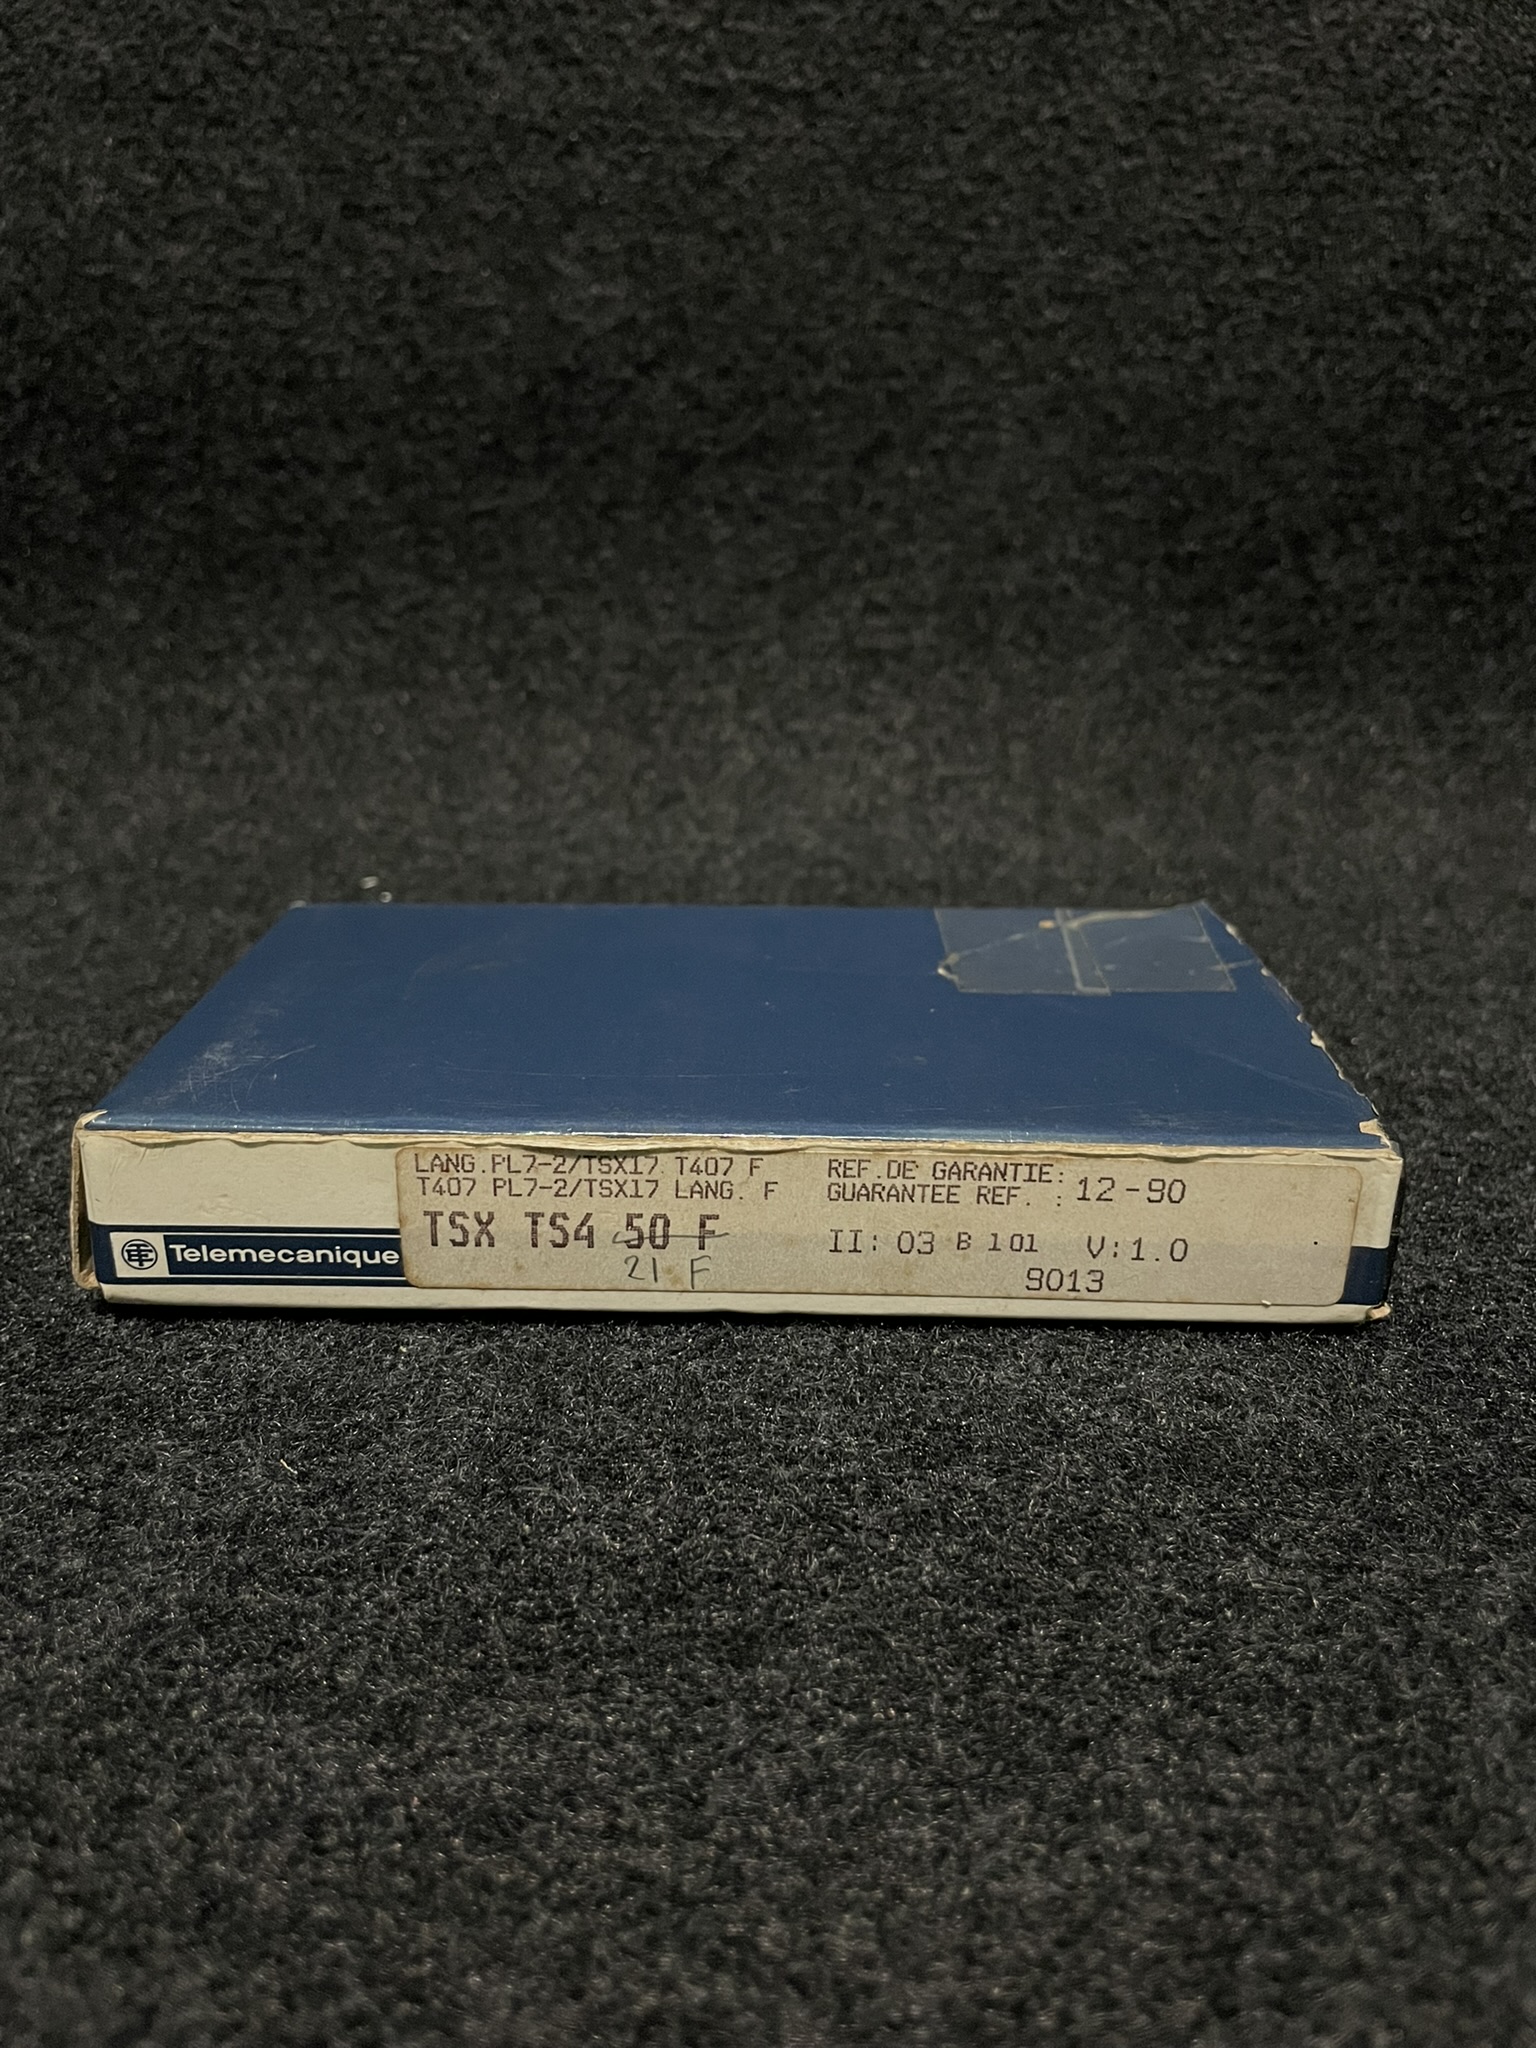 LANG.PL7-2/TSX17 T407 F
T407 PL7-2/TSX17 LANG. F
TSX TS4 50 F
21 F
REF.DE GARANTIE:
GUARANTEE REF. : 12-90
II: 03 B 101 V:1.0
9013
TE Telemecanique